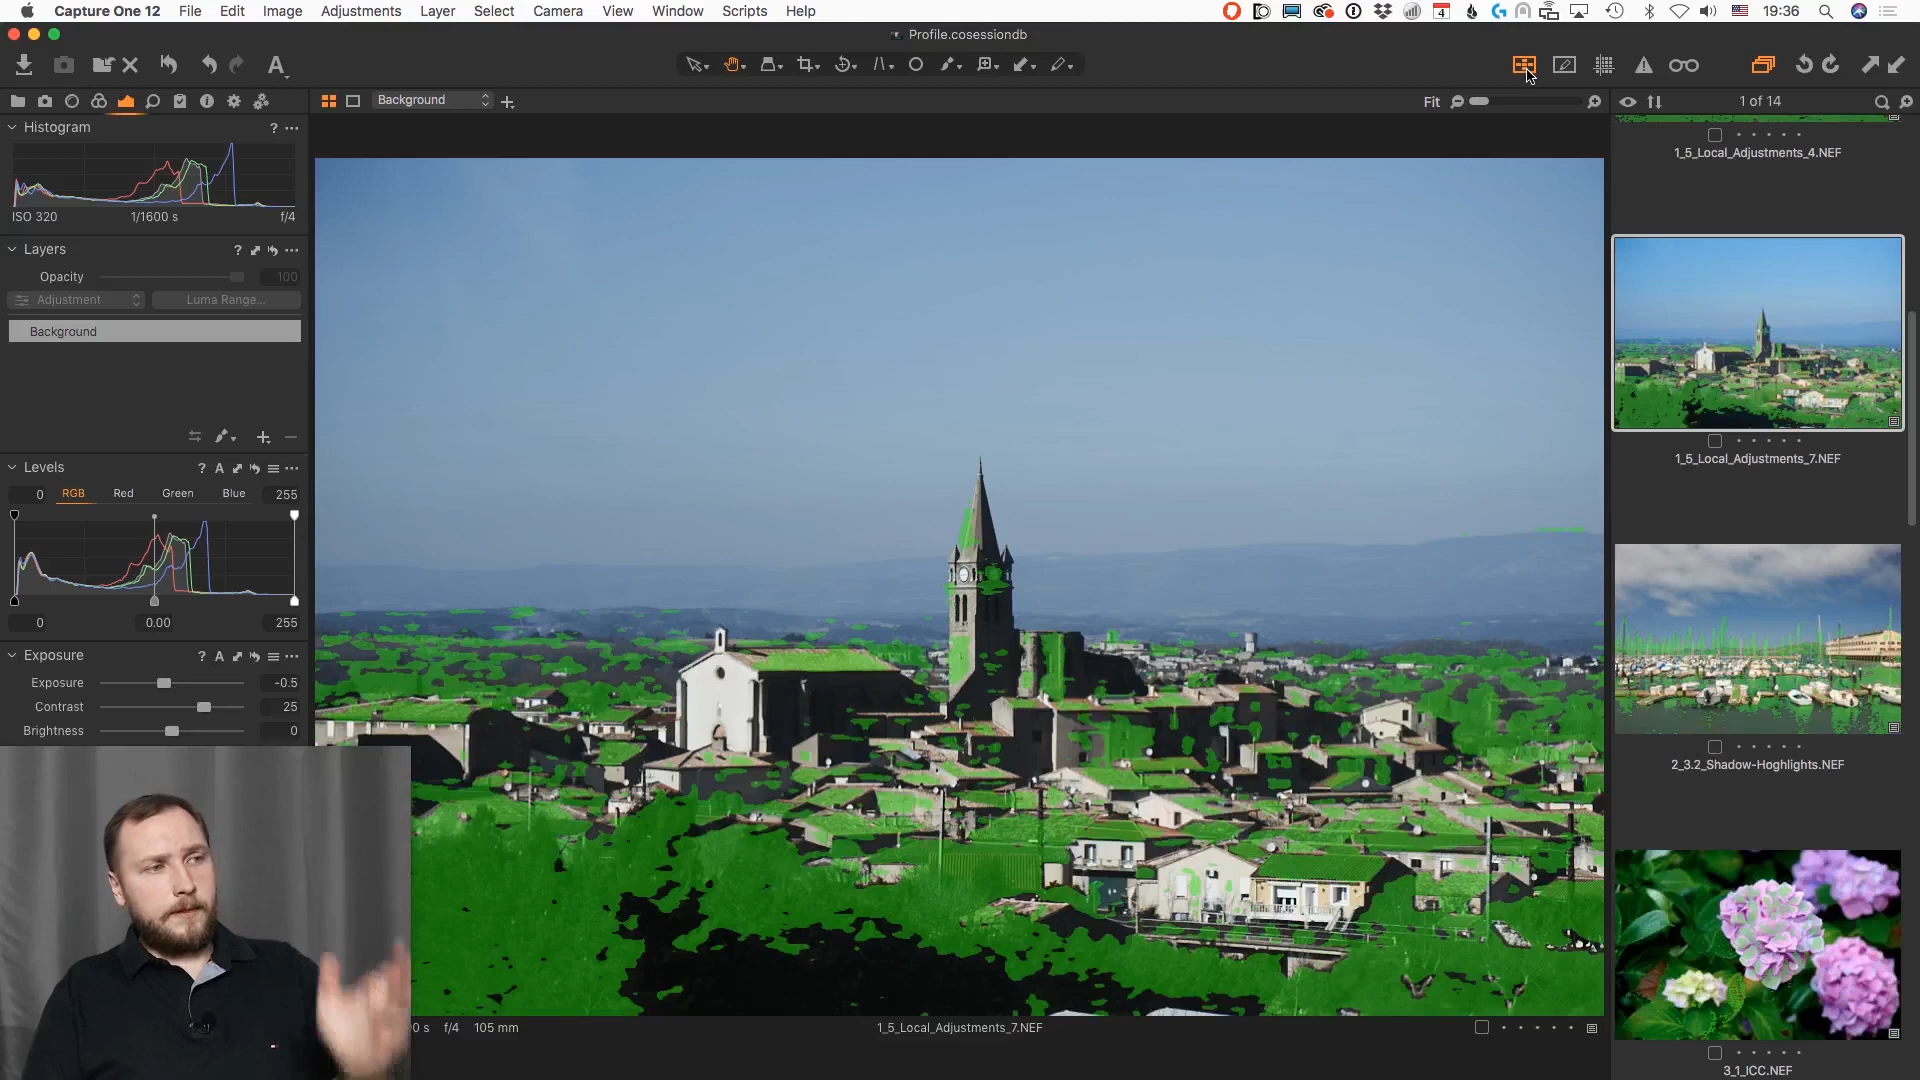 Capture One 12 File Edit Image Adjustments Layer Select Camera View Window Scripts Help 4 19:36
Profile.cosessiondb
Background
Fit
1 of 14
Histogram
ISO 320 1/1600 s f/4
Layers
Opacity 100
Adjustment Luma Range...
Background
Levels
0 RGB Red Green Blue 255
0 0.00 255
Exposure
Exposure -0.5
Contrast 25
Brightness 0
0 s f/4 105 mm
1_5_Local_Adjustments_7.NEF
1_5_Local_Adjustments_4.NEF
1_5_Local_Adjustments_7.NEF
2_3.2_Shadow-Hoghlights.NEF
3_1_ICC.NEF